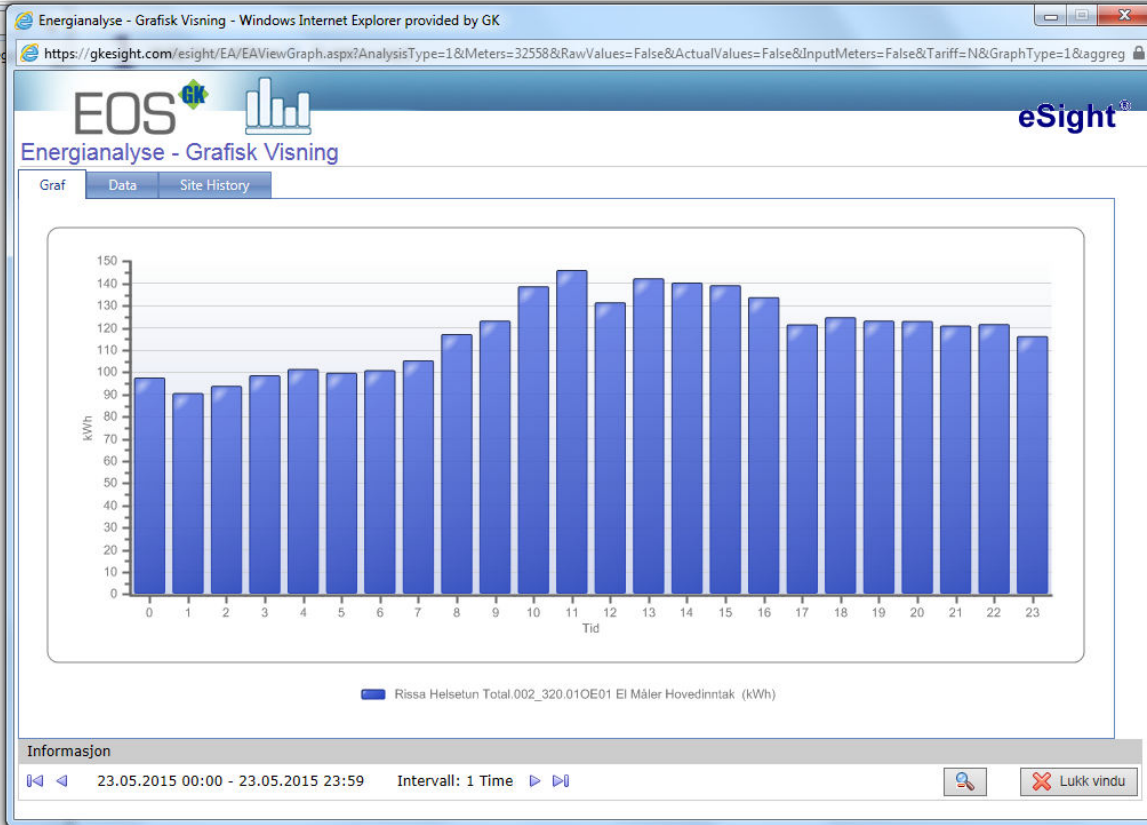 Energianalyse - Grafisk Visning - Windows Internet Explorer provided by GK
https://gkesight.com/esight/EA/EAViewGraph.aspx?AnalysisType=1&Meters=32558&RawValues=False&ActualValues=False&InputMeters=False&Tariff=N&GraphType=1&aggreg
EOS GK
eSight®
Energianalyse - Grafisk Visning
Graf Data Site History
150
140
130
120
110
100
90
80
70
60
50
40
30
20
10
0
kWh
0 1 2 3 4 5 6 7 8 9 10 11 12 13 14 15 16 17 18 19 20 21 22 23
Tid
Rissa Helsetun Total.002_320.01OE01 El Måler Hovedinntak (kWh)
Informasjon
23.05.2015 00:00 - 23.05.2015 23:59 Intervall: 1 Time Lukk vindu